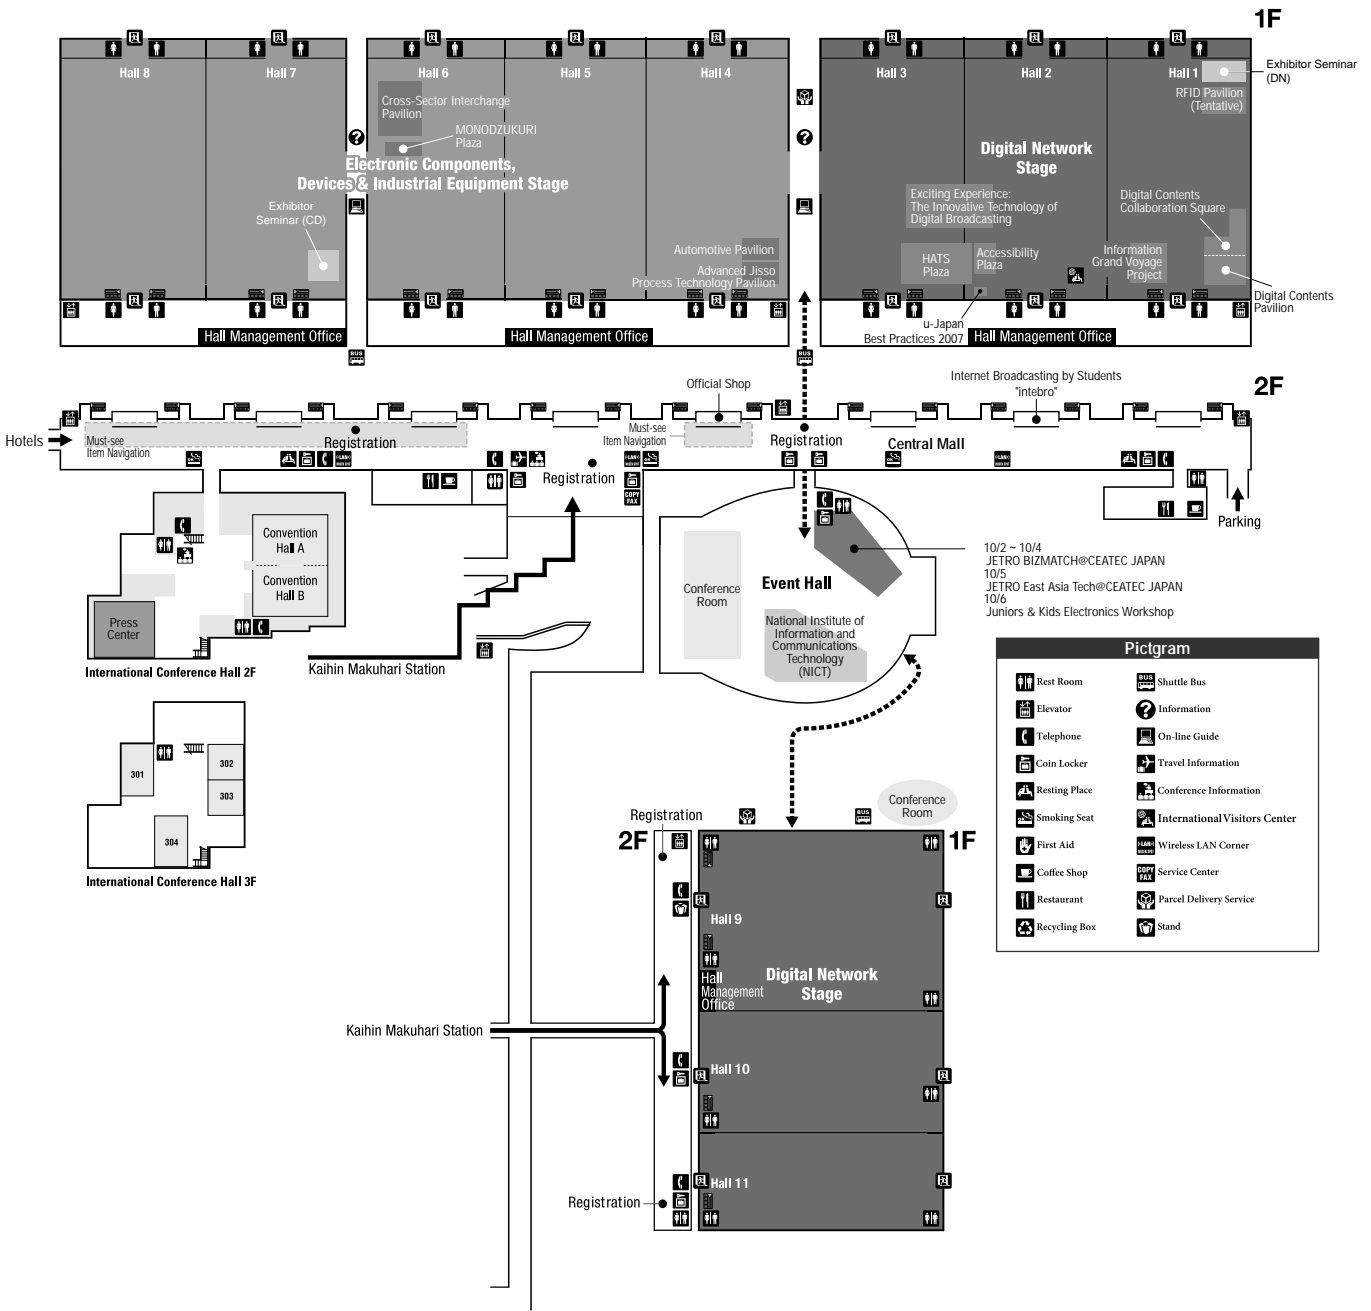 1F
Hall 8
Hall 7
Hall 6
Hall 5
Hall 4
Hall 3
Hall 2
Hall 1
Exhibitor Seminar
(DN)
RFID Pavilion
(Tentative)
Cross-Sector Interchange
Pavilion
MONODZUKURI
Plaza
Electronic Components,
Devices & Industrial Equipment Stage
Digital Network
Stage
Exhibitor
Seminar (CD)
Exciting Experience:
The Innovative Technology of
Digital Broadcasting
Digital Contents
Collaboration Square
Automotive Pavilion
Advanced Jisso
Process Technology Pavilion
HATS
Plaza
Accessibility
Plaza
Information
Grand Voyage
Project
Digital Contents
Pavilion
u-Japan
Best Practices 2007
Hall Management Office
Hall Management Office
Hall Management Office
BUS
BUS
2F
Official Shop
Internet Broadcasting by Students
"intebro"
Hotels
Must-see
Item Navigation
Registration
Must-see
Item Navigation
Registration
Central Mall
Registration
COPY
FAX
Parking
Convention
Hall A
Convention
Hall B
Press
Center
International Conference Hall 2F
Kaihin Makuhari Station
Conference
Room
Event Hall
National Institute of
Information and
Communications
Technology
(NICT)
10/2 ~ 10/4
JETRO BIZMATCH@CEATEC JAPAN
10/5
JETRO East Asia Tech@CEATEC JAPAN
10/6
Juniors & Kids Electronics Workshop
Pictgram
Rest Room
Elevator
Telephone
Coin Locker
Resting Place
Smoking Seat
First Aid
Coffee Shop
Restaurant
Recycling Box
BUS
Shuttle Bus
Information
On-line Guide
Travel Information
Conference Information
International Visitors Center
Wireless LAN Corner
COPY
FAX
Service Center
Parcel Delivery Service
Stand
301
302
303
304
International Conference Hall 3F
Registration
2F
BUS
Conference
Room
1F
Hall 9
Hall
Management
Office
Digital Network
Stage
Kaihin Makuhari Station
Hall 10
Hall 11
Registration